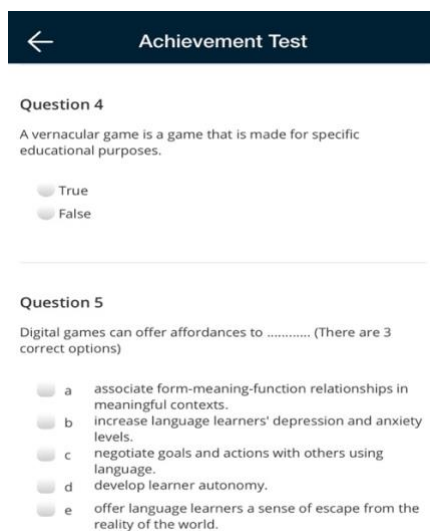 Achievement Test
Question 4
A vernacular game is a game that is made for specific
educational purposes.
True
False
Question 5
Digital games can offer affordances to ............ (There are 3
correct options)
a associate form-meaning-function relationships in
meaningful contexts.
b increase language learners' depression and anxiety
levels.
c negotiate goals and actions with others using
language.
d develop learner autonomy.
e offer language learners a sense of escape from the
reality of the world.